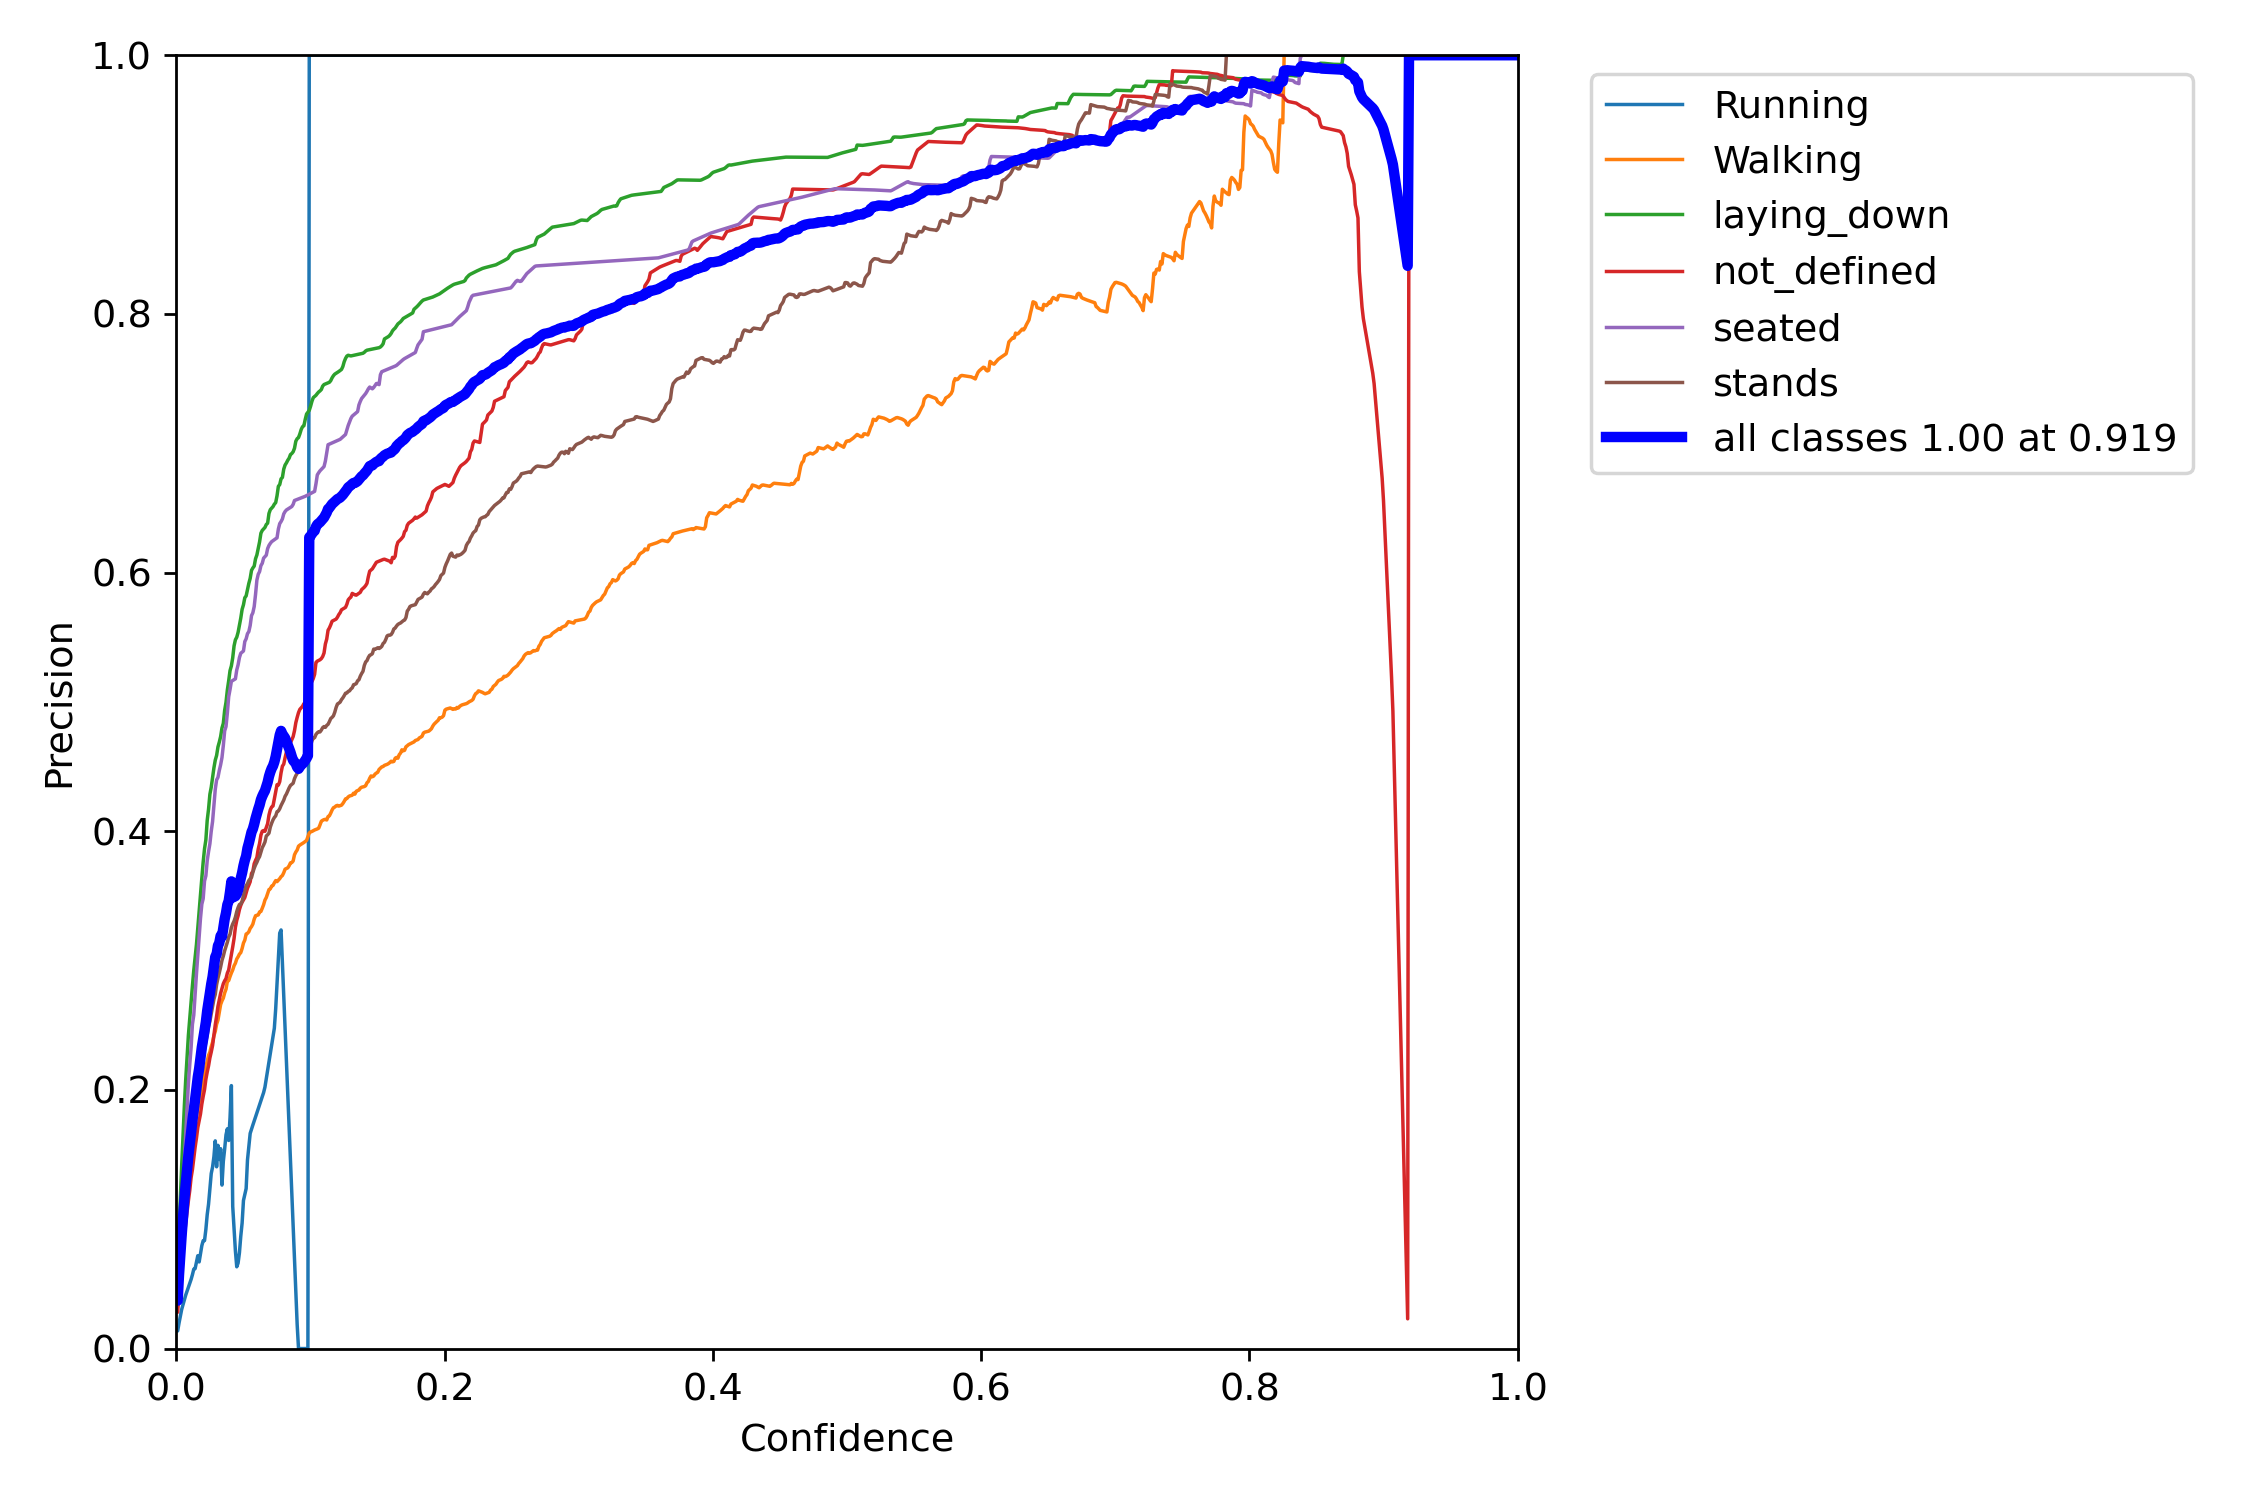 1.0
0.8
0.6
0.4
0.2
0.0
Precision
0.0 0.2 0.4 0.6 0.8 1.0
Confidence
Running
Walking
laying_down
not_defined
seated
stands
all classes 1.00 at 0.919